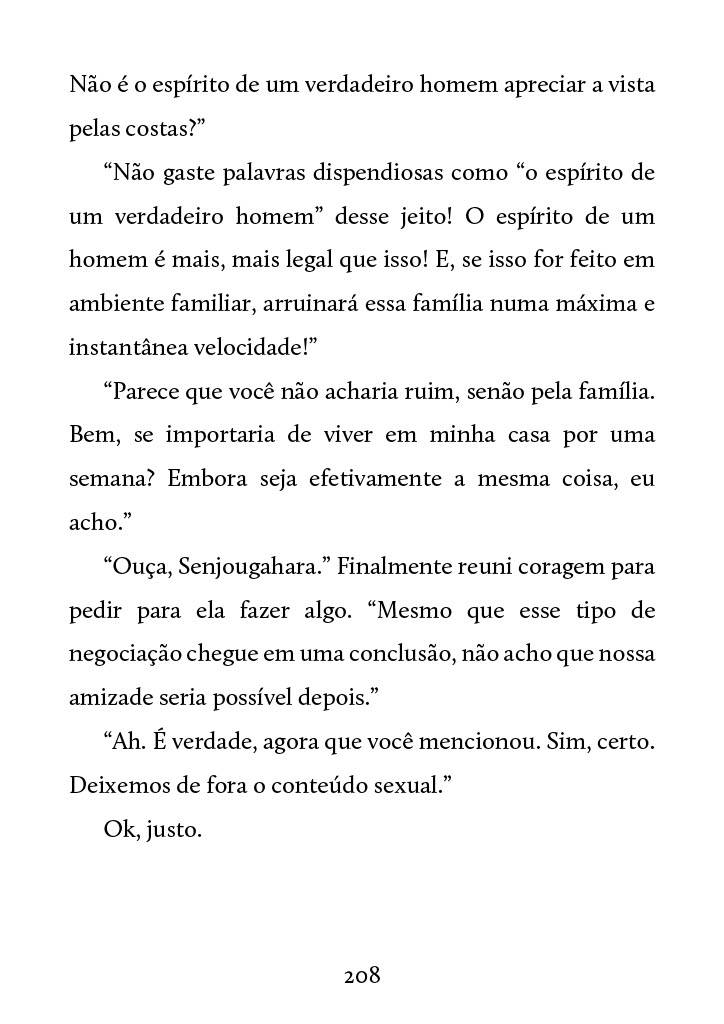 Não é o espírito de um verdadeiro homem apreciar a vista
pelas costas?”
“Não gaste palavras dispendiosas como “o espírito de
um verdadeiro homem” desse jeito! O espírito de um
homem é mais, mais legal que isso! E, se isso for feito em
ambiente familiar, arruinará essa família numa máxima e
instantânea velocidade!”
“Parece que você não acharia ruim, senão pela família.
Bem, se importaria de viver em minha casa por uma
semana? Embora seja efetivamente a mesma coisa, eu
acho.”
“Ouça, Senjougahara.” Finalmente reuni coragem para
pedir para ela fazer algo. “Mesmo que esse tipo de
negociação chegue em uma conclusão, não acho que nossa
amizade seria possível depois.”
“Ah. É verdade, agora que você mencionou. Sim, certo.
Deixemos de fora o conteúdo sexual.”
Ok, justo.
208